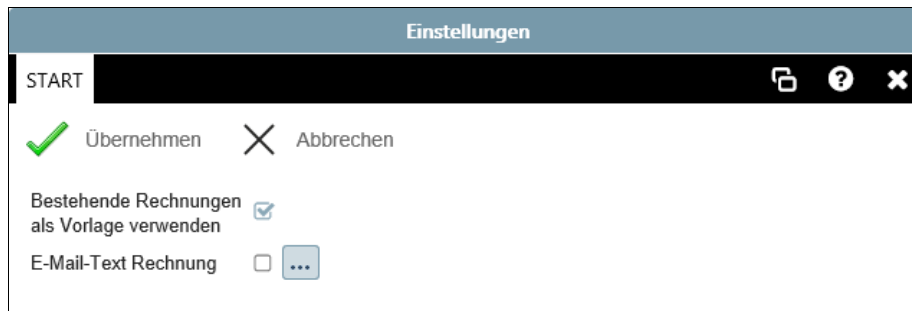 Einstellungen
START
Übernehmen Abbrechen
Bestehende Rechnungen
als Vorlage verwenden
E-Mail-Text Rechnung ...